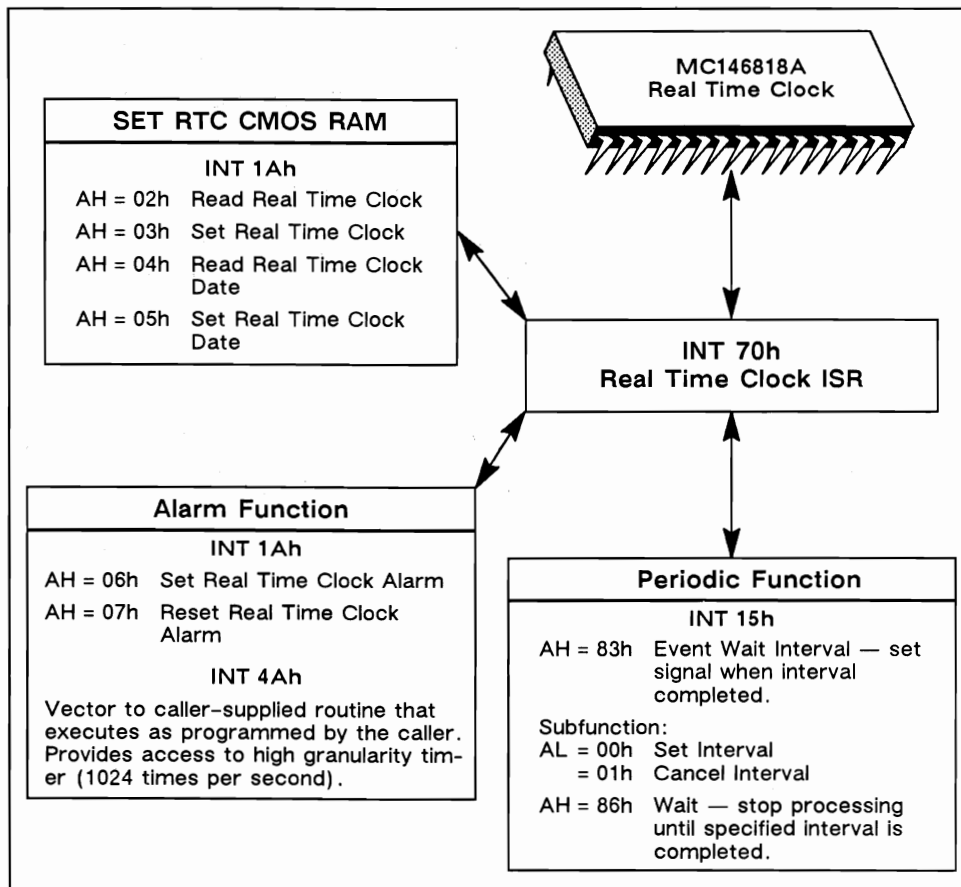 MC146818A
Real Time Clock
SET RTC CMOS RAM
INT 1Ah
AH = 02h Read Real Time Clock
AH = 03h Set Real Time Clock
AH = 04h Read Real Time Clock
Date
AH = 05h Set Real Time Clock
Date
INT 70h
Real Time Clock ISR
Alarm Function
INT 1Ah
AH = 06h Set Real Time Clock Alarm
AH = 07h Reset Real Time Clock
Alarm
INT 4Ah
Vector to caller-supplied routine that
executes as programmed by the caller.
Provides access to high granularity tim-
er (1024 times per second).
Periodic Function
INT 15h
AH = 83h Event Wait Interval — set
signal when interval
completed.
Subfunction:
AL = 00h Set Interval
= 01h Cancel Interval
AH = 86h Wait — stop processing
until specified interval is
completed.